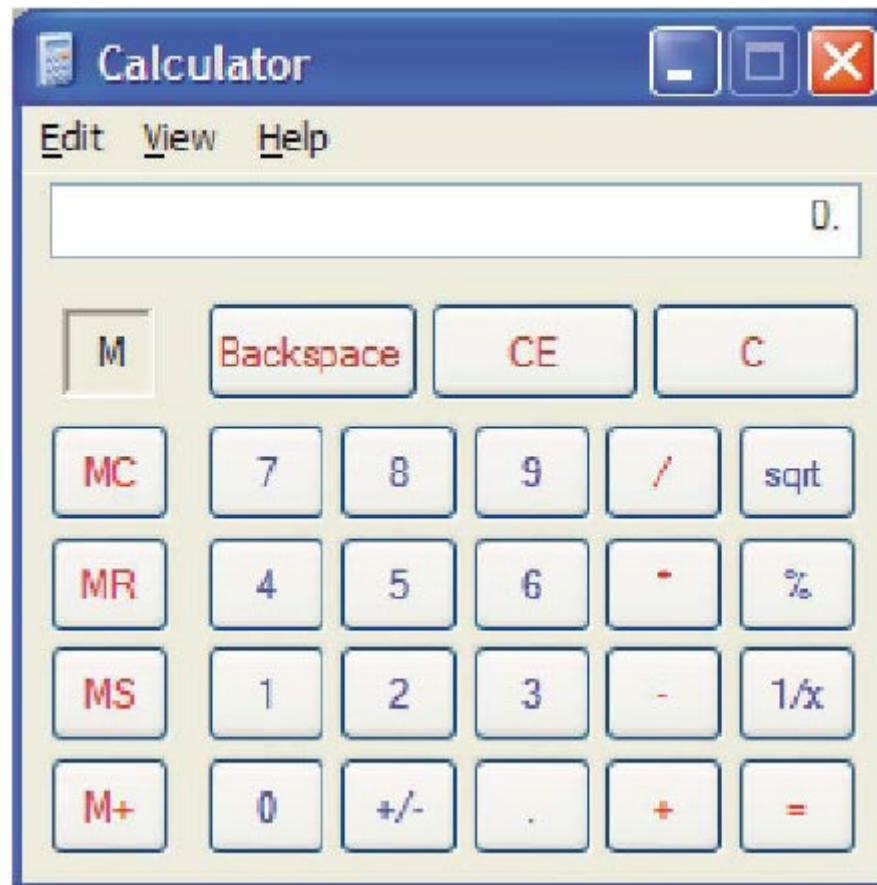 Calculator
Edit View Help
0.
M Backspace CE C
MC 7 8 9 / sqrt
MR 4 5 6 * %
MS 1 2 3 - 1/x
M+ 0 +/- . + =